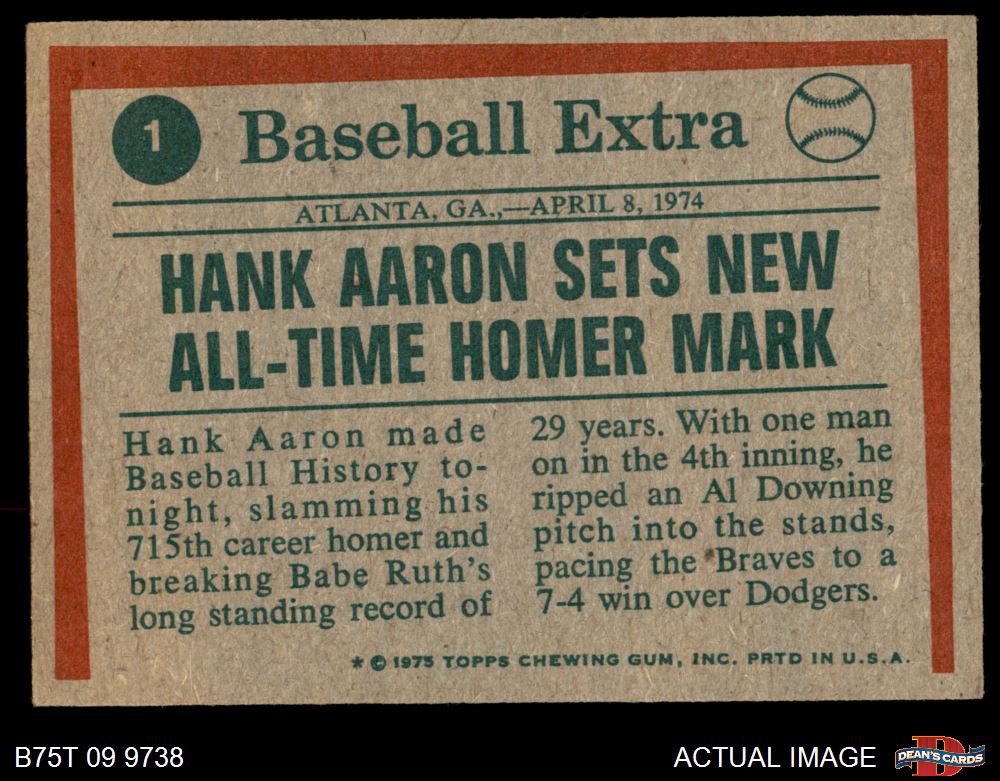 1
Baseball Extra
ATLANTA, GA.,—APRIL 8, 1974
HANK AARON SETS NEW
ALL-TIME HOMER MARK
Hank Aaron made
Baseball History to-
night, slamming his
715th career homer and
breaking Babe Ruth's
long standing record of
29 years. With one man
on in the 4th inning, he
ripped an Al Downing
pitch into the stands,
pacing the Braves to a
7-4 win over Dodgers.
* © 1975 TOPPS CHEWING GUM, INC. PRTD IN U.S.A.
B75T 09 9738
ACTUAL IMAGE
DEAN'S CARDS